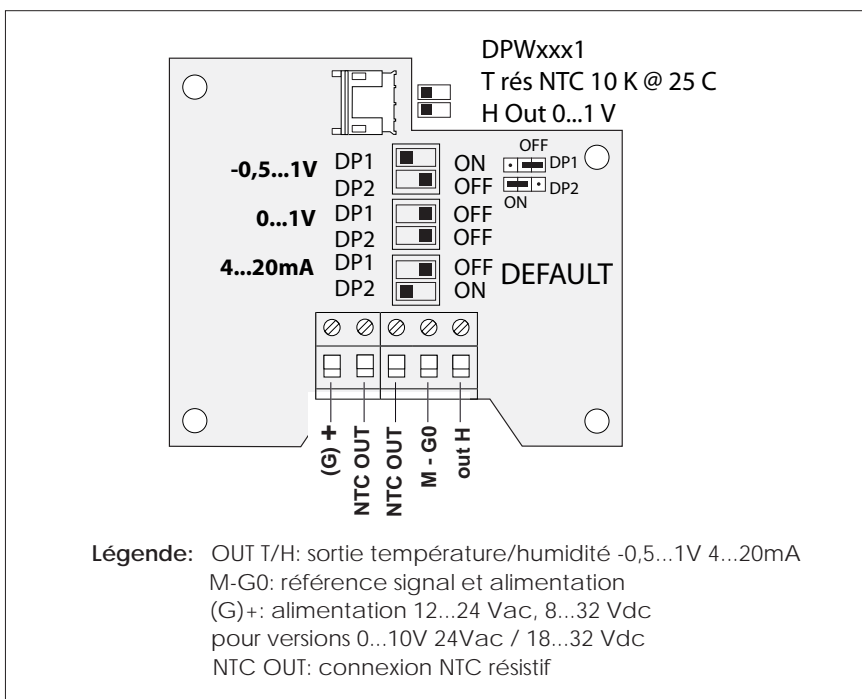 DPWxxx1
T rés NTC 10 K @ 25 C
H Out 0...1 V
-0,5...1V DP1 ON
DP2 OFF
0...1V DP1 OFF
DP2 OFF
4...20mA DP1 OFF
DP2 ON
DEFAULT
OFF
DP1
DP2
ON
(G) +
NTC OUT
NTC OUT
M - G0
out H
Légende: OUT T/H: sortie température/humidité -0,5...1V 4...20mA
M-G0: référence signal et alimentation
(G)+: alimentation 12...24 Vac, 8...32 Vdc
pour versions 0...10V 24Vac / 18...32 Vdc
NTC OUT: connexion NTC résistif